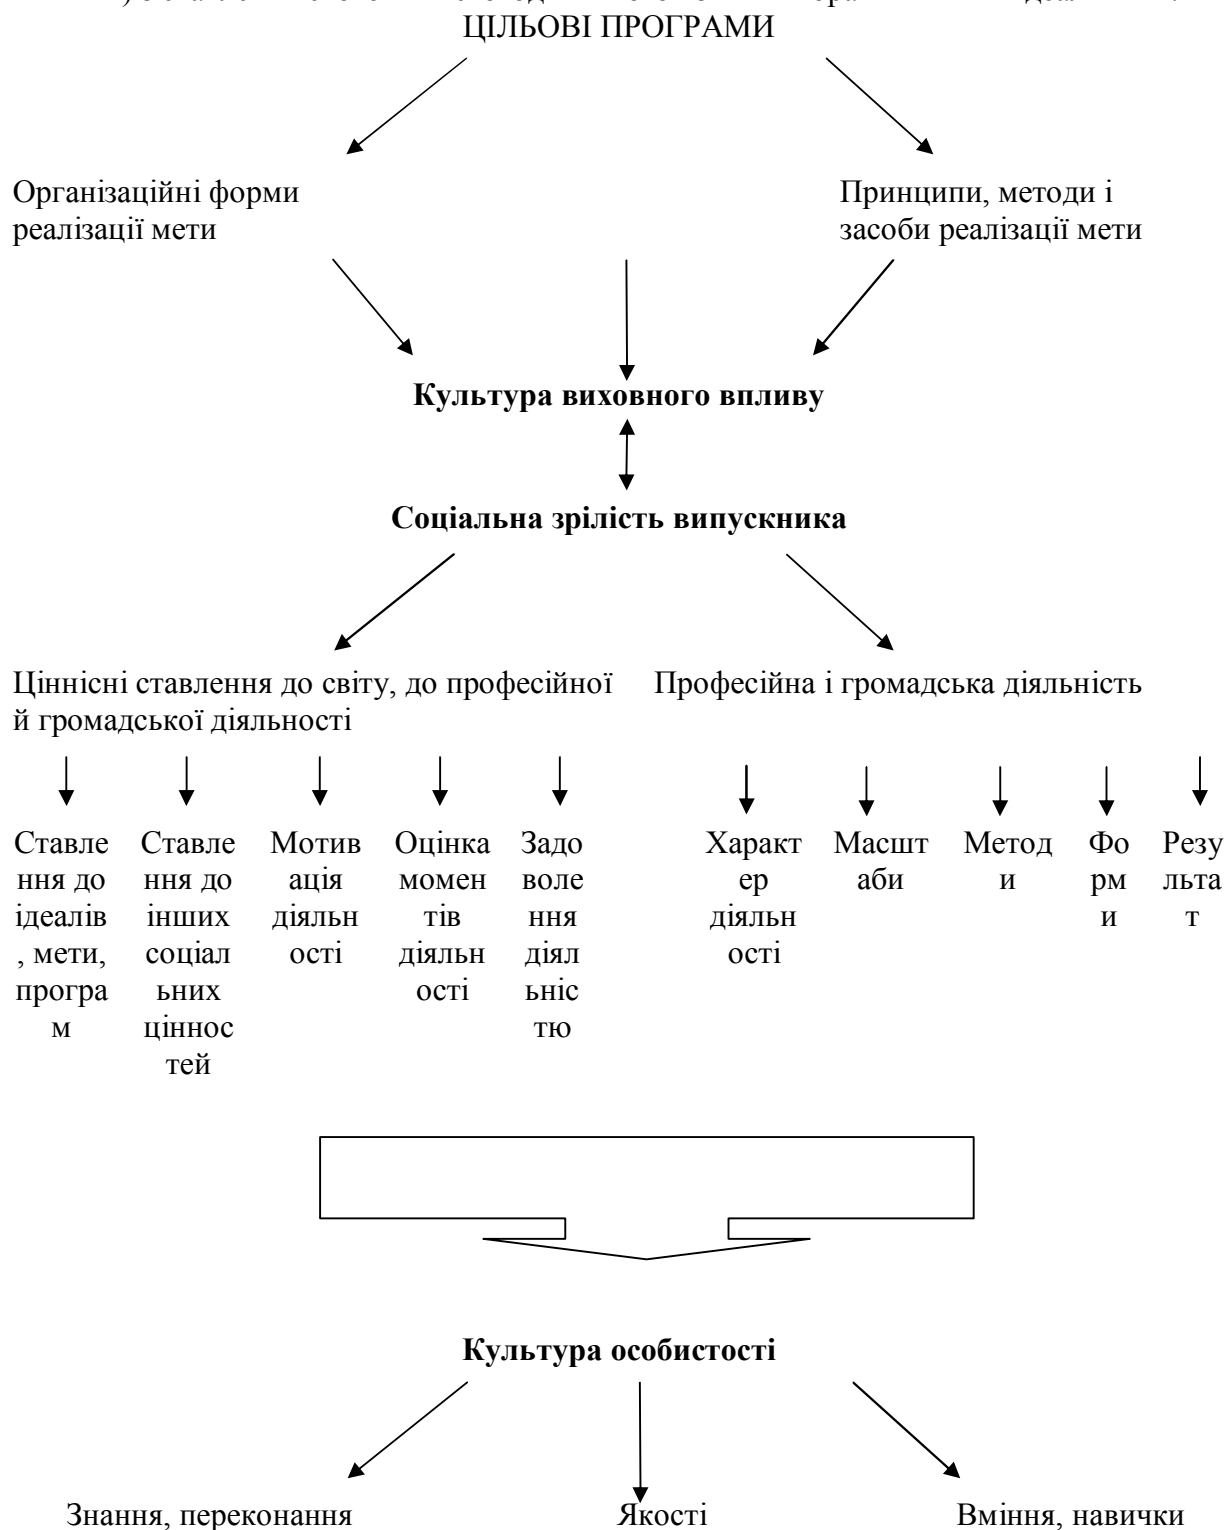 ЦІЛЬОВІ ПРОГРАМИ
Організаційні форми
реалізації мети
Принципи, методи і
засоби реалізації мети
Культура виховного впливу
Соціальна зрілість випускника
Ціннісні ставлення до світу, до професійної
й громадської діяльності
Професійна і громадська діяльність
Ставле
ння до
ідеалів
, мети,
програ
м
Ставле
ння до
інших
соціал
ьних
ціннос
тей
Мотив
ація
діяльн
ості
Оцінка
момен
тів
діяльн
ості
Задо
воле
ння
діял
ьніс
тю
Характ
ер
діяльн
ості
Масшт
аби
Метод
и
Фо
рм
и
Резу
льта
т
Культура особистості
Знання, переконання
Якості
Вміння, навички